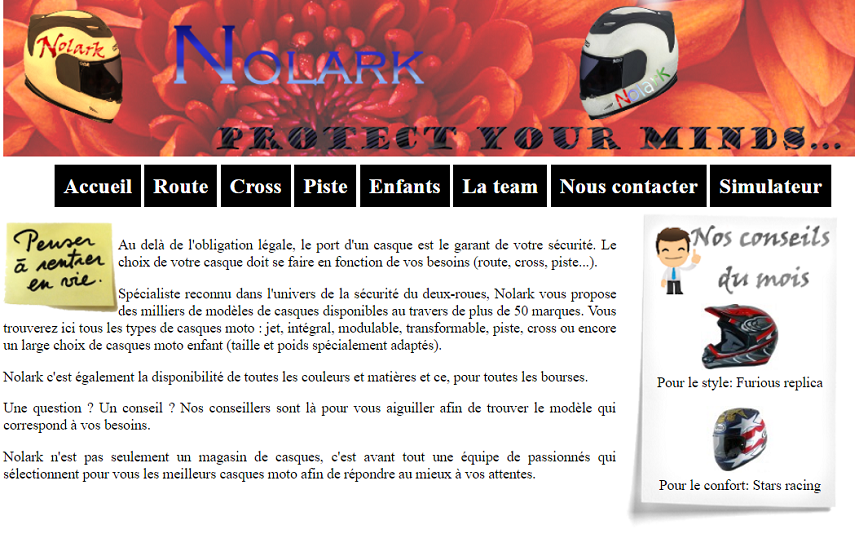 Nolark
NOLARK
Nolark
PROTECT YOUR MINDS...
Accueil Route Cross Piste Enfants La team Nous contacter Simulateur
Penser
à rentrer
en vie.
Au delà de l'obligation légale, le port d'un casque est le garant de votre sécurité. Le
choix de votre casque doit se faire en fonction de vos besoins (route, cross, piste...).
Spécialiste reconnu dans l'univers de la sécurité du deux-roues, Nolark vous propose
des milliers de modèles de casques disponibles au travers de plus de 50 marques. Vous
trouverez ici tous les types de casques moto : jet, intégral, modulable, transformable, piste, cross ou encore
un large choix de casques moto enfant (taille et poids spécialement adaptés).
Nolark c'est également la disponibilité de toutes les couleurs et matières et ce, pour toutes les bourses.
Une question ? Un conseil ? Nos conseillers sont là pour vous aiguiller afin de trouver le modèle qui
correspond à vos besoins.
Nolark n'est pas seulement un magasin de casques, c'est avant tout une équipe de passionnés qui
sélectionnent pour vous les meilleurs casques moto afin de répondre au mieux à vos attentes.
Nos conseils
du mois
Pour le style: Furious replica
Pour le confort: Stars racing